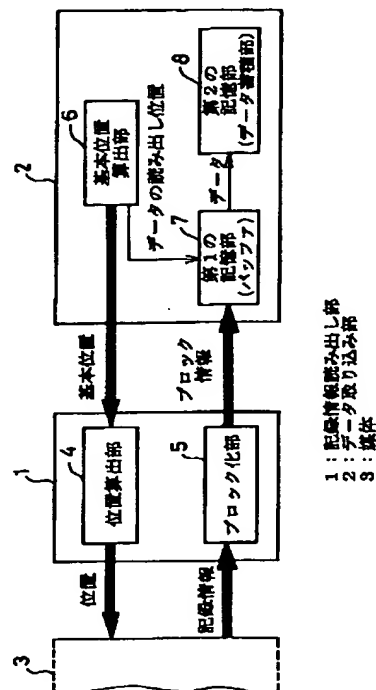 3
位置
記録情報
1
4
位置算出部
5
ブロック化部
基本位置
ブロック
情報
2
6
基本位置
算出部
データの読み出し位置
7
第1の
記憶部
(バッファ)
データ
8
第2の
記憶部
(データ蓄積部)
1:記録情報読み出し部
2:データ取り込み部
3:媒体